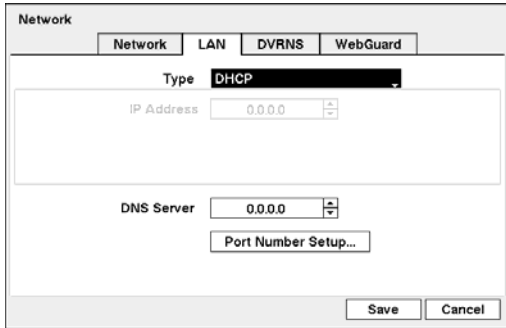 Network
Network LAN DVRNS WebGuard
Type DHCP
IP Address 0.0.0.0
DNS Server 0.0.0.0
Port Number Setup...
Save Cancel